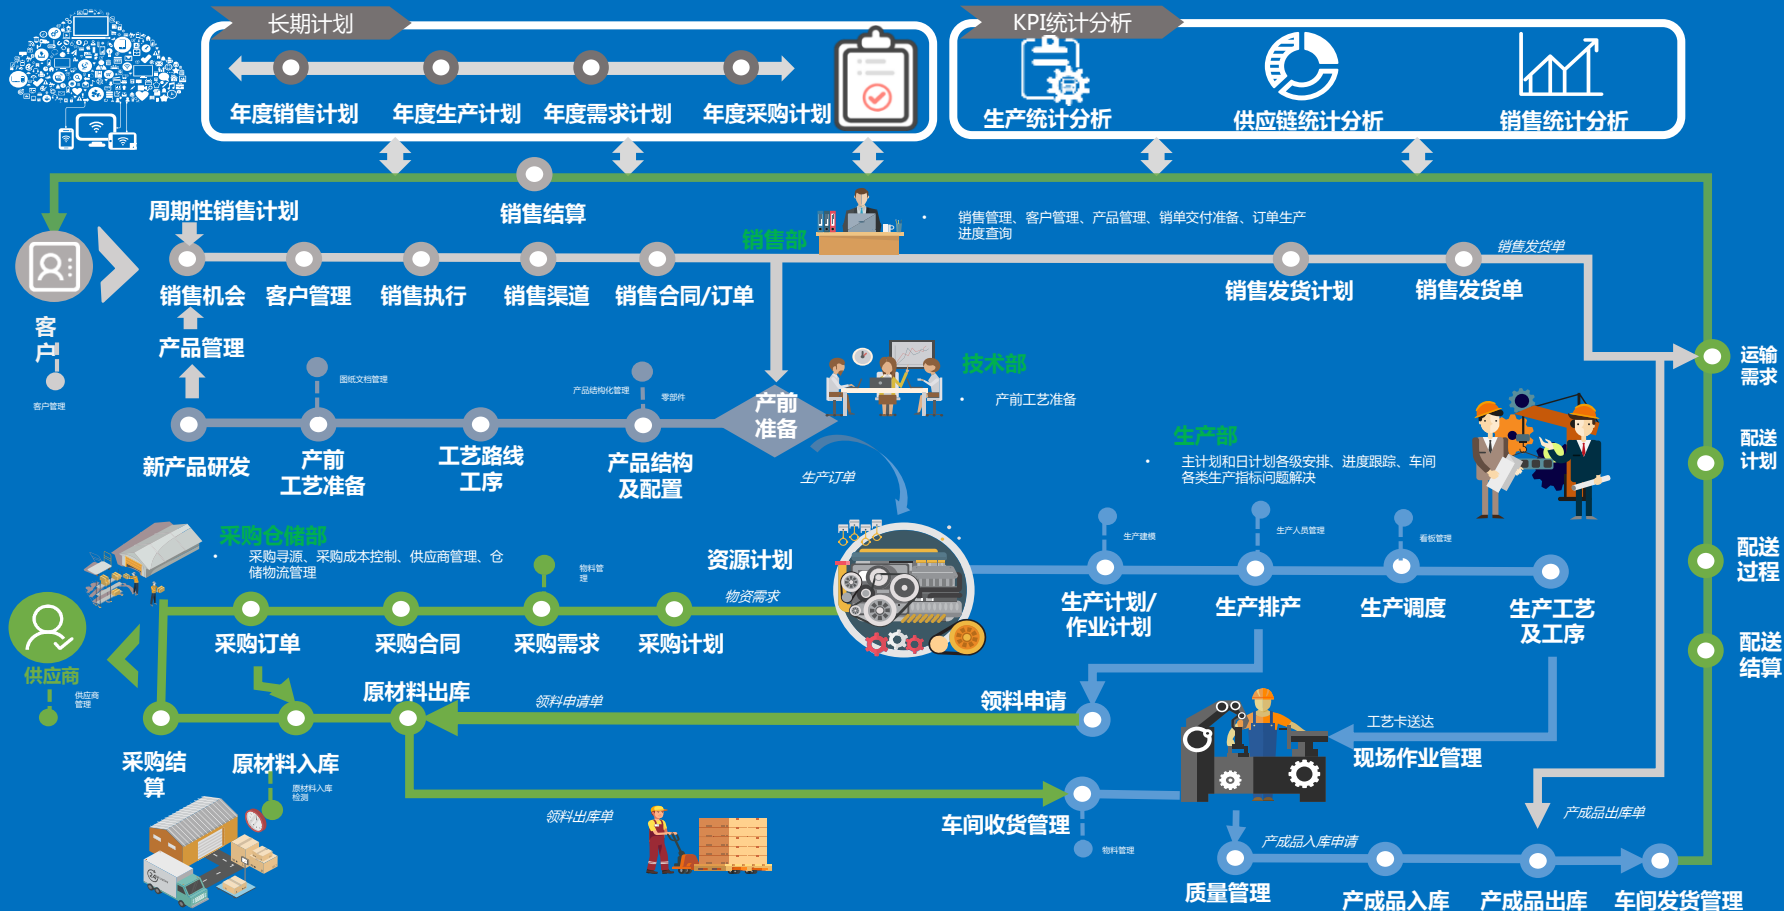 长期计划
KPI统计分析
年度销售计划
年度生产计划
年度需求计划
年度采购计划
生产统计分析
供应链统计分析
销售统计分析
周期性销售计划
销售结算
销售部
销售管理、客户管理、产品管理、销单交付准备、订单生产
进度查询
销售发货单
销售机会
客户管理
销售执行
销售渠道
销售合同/订单
销售发货计划
销售发货单
客
户
客户管理
产品管理
运输
需求
图纸文档管理
产品结构化管理
零部件
技术部
产前工艺准备
产前
准备
新产品研发
产前
工艺准备
工艺路线
工序
产品结构
及配置
生产订单
生产部
主计划和日计划各级安排、进度跟踪、车间
各类生产指标问题解决
配送
计划
采购仓储部
采购寻源、采购成本控制、供应商管理、仓
储物流管理
物料管
理
资源计划
物资需求
生产建模
生产人员管理
看板管理
配送
过程
采购订单
采购合同
采购需求
采购计划
生产计划/
作业计划
生产排产
生产调度
生产工艺
及工序
配送
结算
供应商
供应商
管理
原材料出库
领料申请单
领料申请
工艺卡送达
现场作业管理
采购结
算
原材料入库
原材料入库
检测
领料出库单
车间收货管理
物料管理
产成品出库单
产成品入库申请
质量管理
产成品入库
产成品出库
车间发货管理